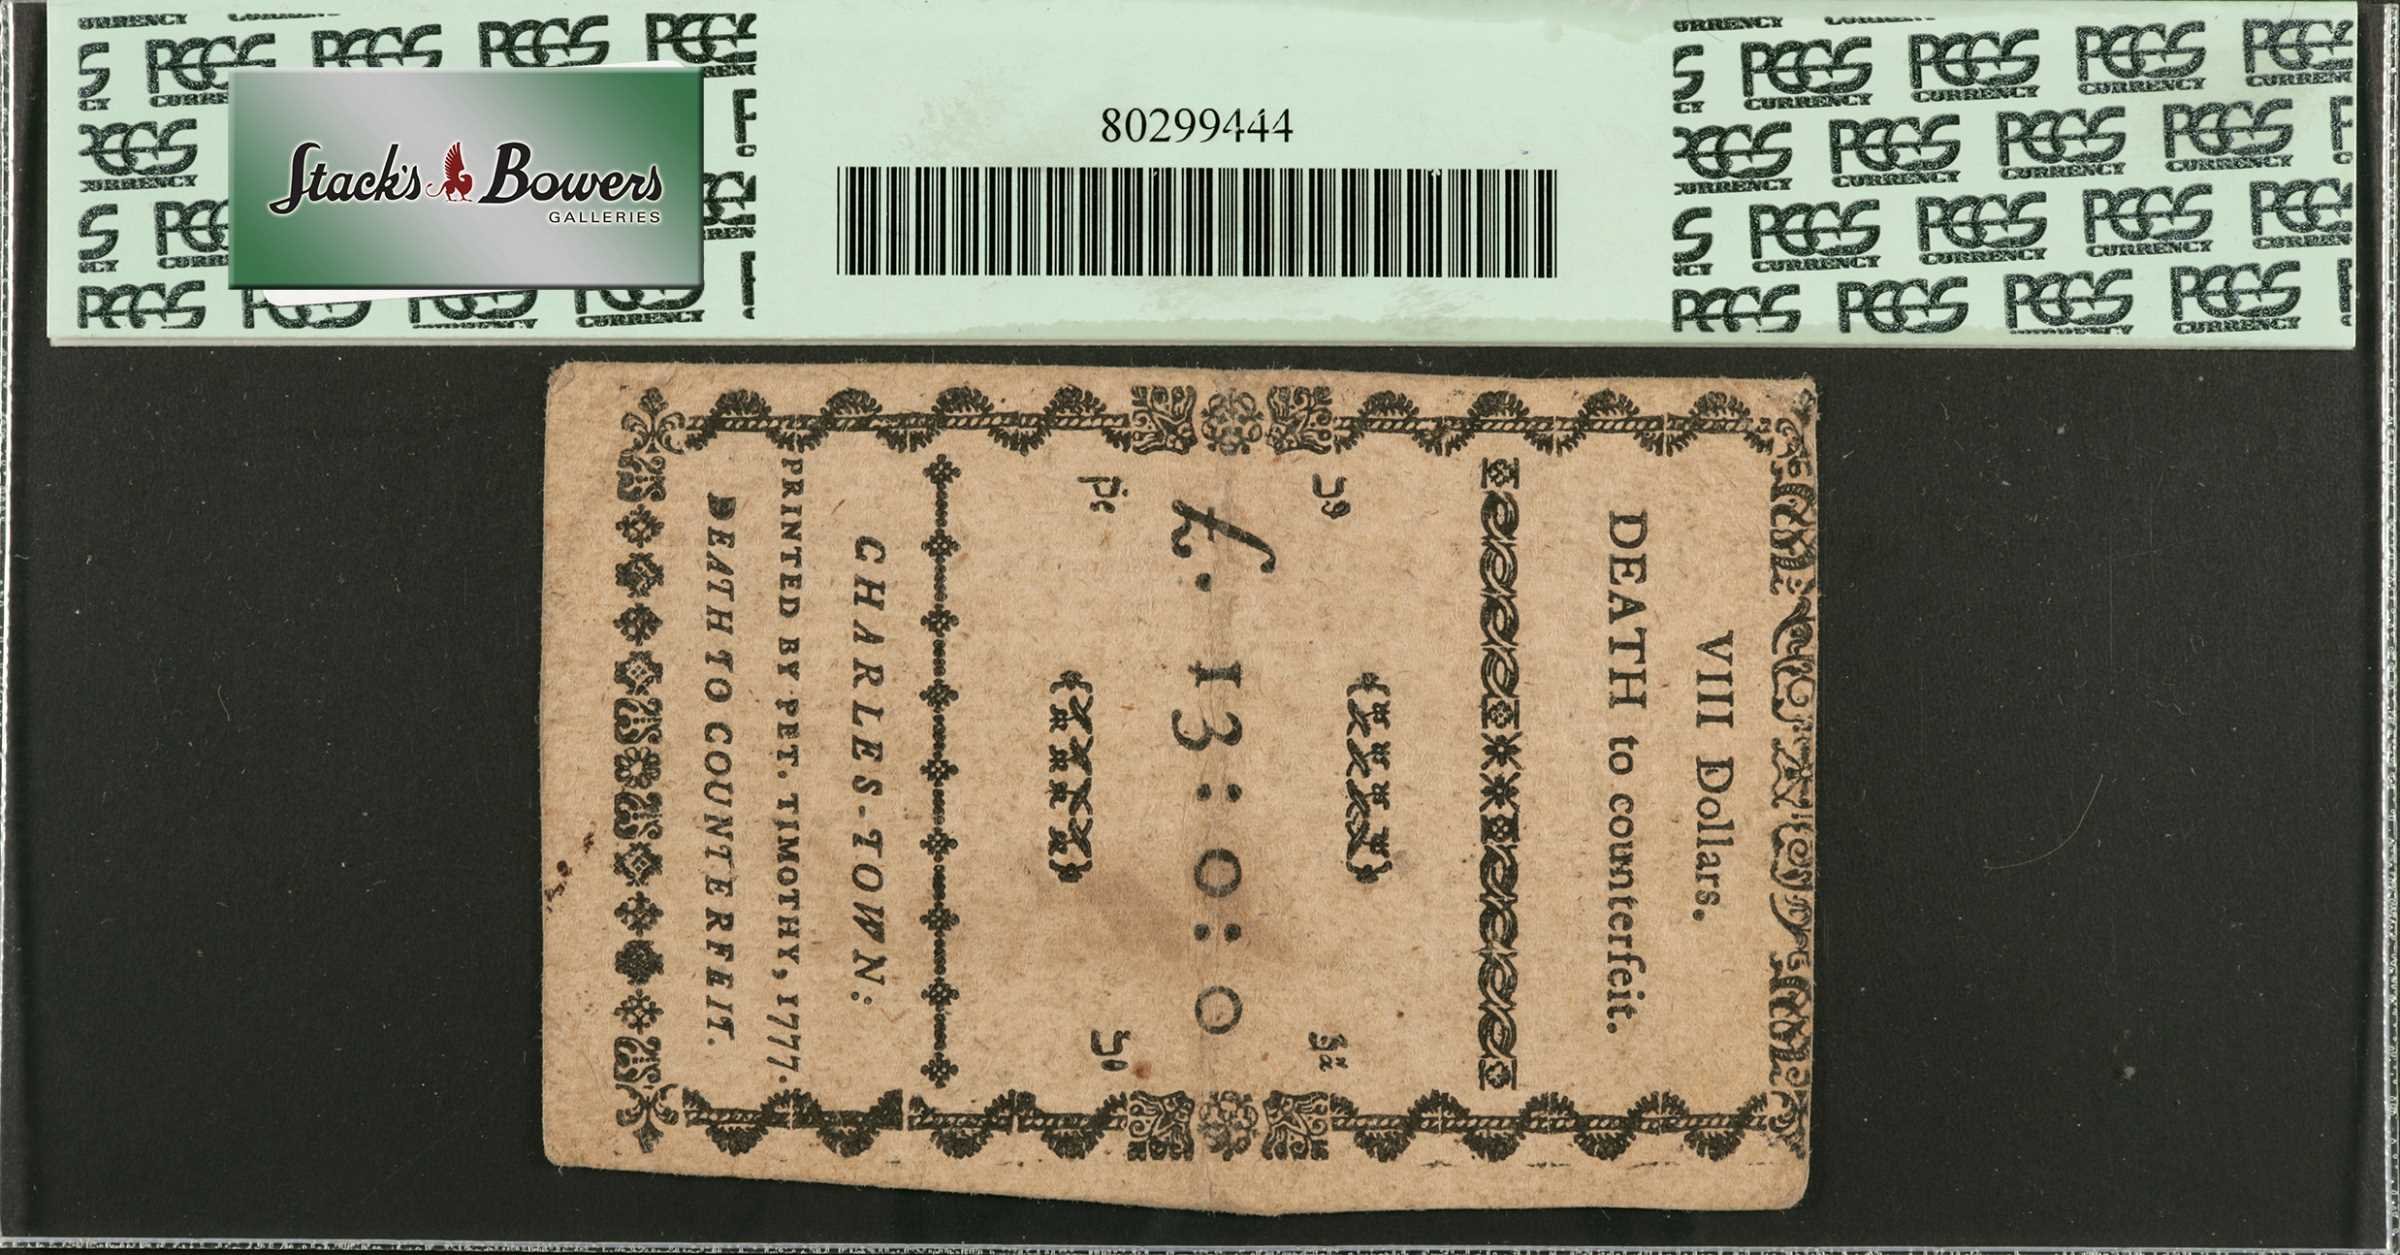 PCGS
CURRENCY
Stack's Bowers
GALLERIES
80299444
VIII Dollars.
DEATH to counterfeit.
£. 13:0:0
CHARLES-TOWN:
PRINTED BY PET. TIMOTHY, 1777.
DEATH TO COUNTERFEIT.